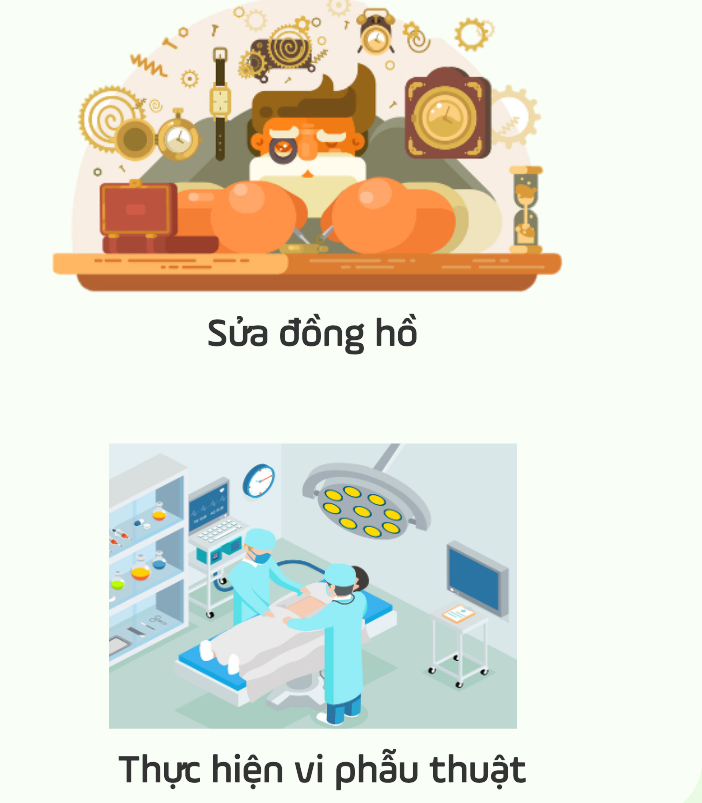 Sửa đồng hồ
Thực hiện vi phẫu thuật